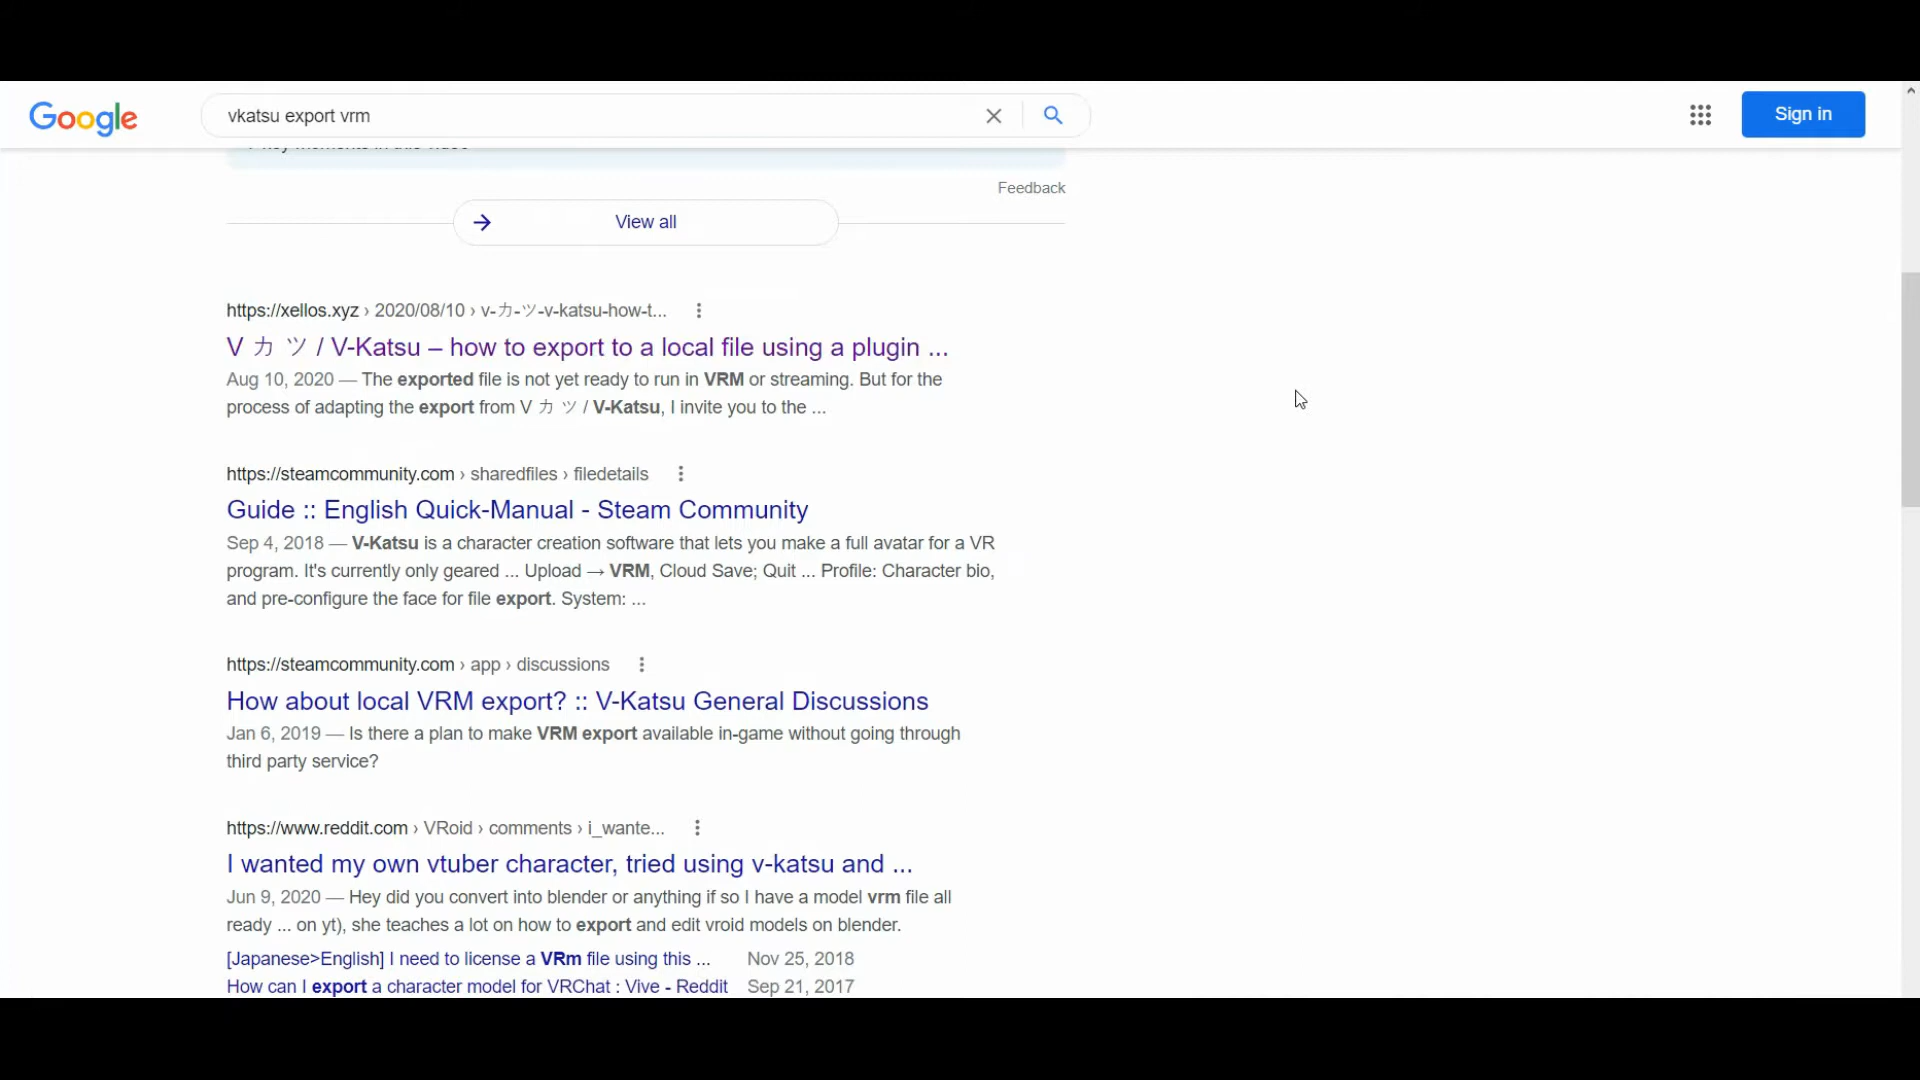 Google
vkatsu export vrm
Sign in
key moments in this video
Feedback
View all
https://xellos.xyz › 2020/08/10 › v-カ-ツ-v-katsu-how-t...
V カ ツ / V-Katsu – how to export to a local file using a plugin ...
Aug 10, 2020 — The exported file is not yet ready to run in VRM or streaming. But for the
process of adapting the export from V カ ツ / V-Katsu, I invite you to the ...
https://steamcommunity.com › sharedfiles › filedetails
Guide :: English Quick-Manual - Steam Community
Sep 4, 2018 — V-Katsu is a character creation software that lets you make a full avatar for a VR
program. It's currently only geared ... Upload → VRM, Cloud Save; Quit ... Profile: Character bio,
and pre-configure the face for file export. System: ...
https://steamcommunity.com › app › discussions
How about local VRM export? :: V-Katsu General Discussions
Jan 6, 2019 — Is there a plan to make VRM export available in-game without going through
third party service?
https://www.reddit.com › VRoid › comments › i_wante...
I wanted my own vtuber character, tried using v-katsu and ...
Jun 9, 2020 — Hey did you convert into blender or anything if so I have a model vrm file all
ready ... on yt), she teaches a lot on how to export and edit vroid models on blender.
[Japanese>English] I need to license a VRm file using this ... Nov 25, 2018
How can I export a character model for VRChat : Vive - Reddit Sep 21, 2017